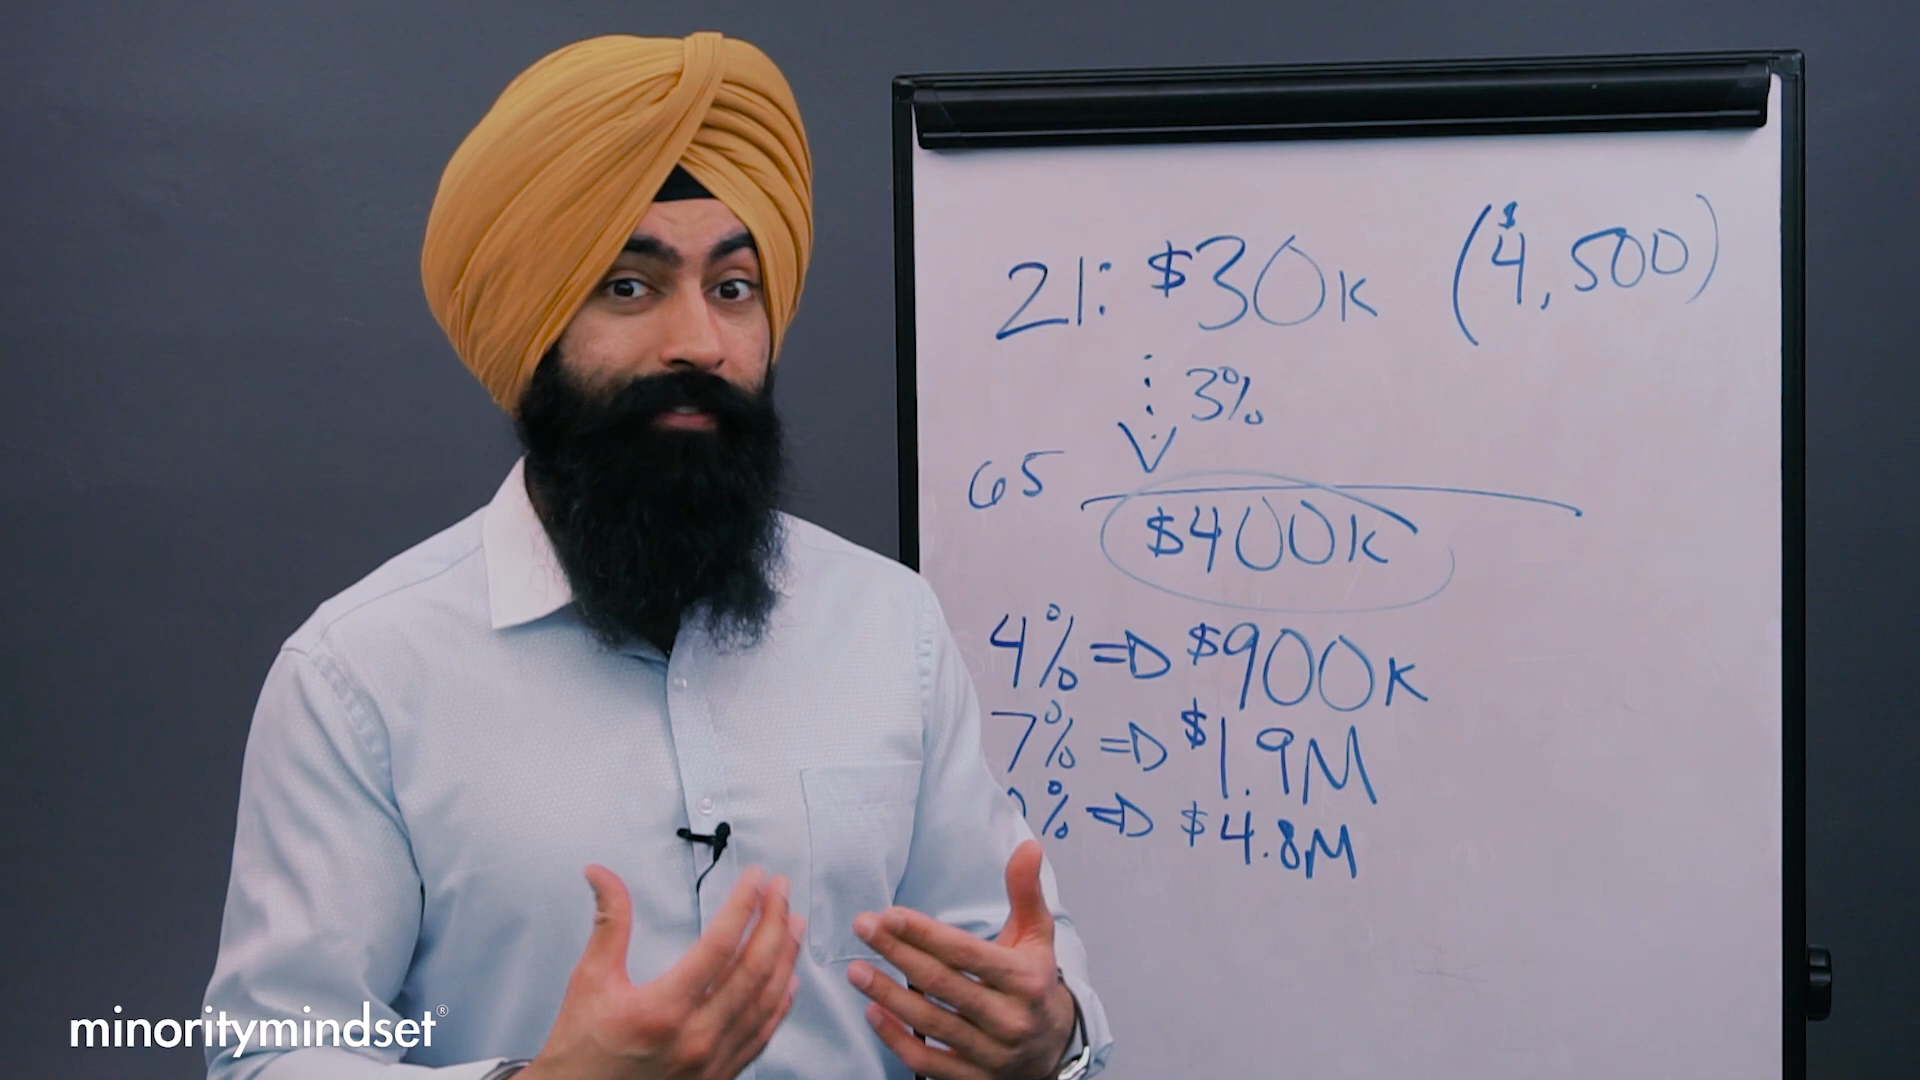 21: $30K ($4,500)
3%
65
$400K
4% => $900K
7% => $1.9M
% => $4.8M
minoritymindset®